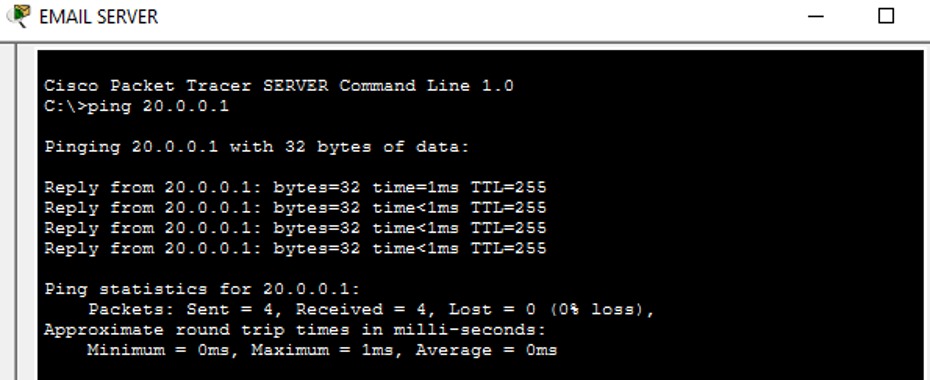 EMAIL SERVER
Cisco Packet Tracer SERVER Command Line 1.0
C:\>ping 20.0.0.1
Pinging 20.0.0.1 with 32 bytes of data:
Reply from 20.0.0.1: bytes=32 time=1ms TTL=255
Reply from 20.0.0.1: bytes=32 time<1ms TTL=255
Reply from 20.0.0.1: bytes=32 time<1ms TTL=255
Reply from 20.0.0.1: bytes=32 time<1ms TTL=255
Ping statistics for 20.0.0.1:
Packets: Sent = 4, Received = 4, Lost = 0 (0% loss),
Approximate round trip times in milli-seconds:
Minimum = 0ms, Maximum = 1ms, Average = 0ms